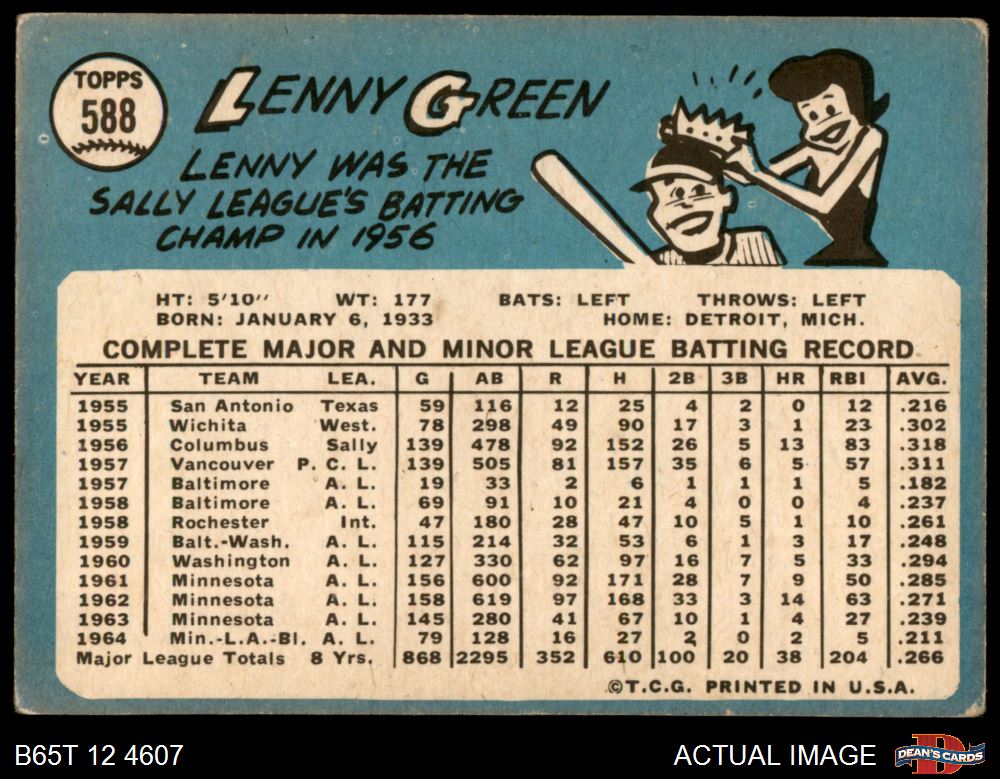 TOPPS
588
LENNY GREEN
LENNY WAS THE
SALLY LEAGUE'S BATTING
CHAMP IN 1956
HT: 5'10" WT: 177 BATS: LEFT THROWS: LEFT
BORN: JANUARY 6, 1933 HOME: DETROIT, MICH.
COMPLETE MAJOR AND MINOR LEAGUE BATTING RECORD
YEAR TEAM LEA. G AB R H 2B 3B HR RBI AVG.
1955 San Antonio Texas 59 116 12 25 4 2 0 12 .216
1955 Wichita West. 78 298 49 90 17 3 1 23 .302
1956 Columbus Sally 139 478 92 152 26 5 13 83 .318
1957 Vancouver P. C. L. 139 505 81 157 35 6 5 57 .311
1957 Baltimore A. L. 19 33 2 6 1 1 1 5 .182
1958 Baltimore A. L. 69 91 10 21 4 0 0 4 .237
1958 Rochester Int. 47 180 28 47 10 5 1 10 .261
1959 Balt.-Wash. A. L. 115 214 32 53 6 1 3 17 .248
1960 Washington A. L. 127 330 62 97 16 7 5 33 .294
1961 Minnesota A. L. 156 600 92 171 28 7 9 50 .285
1962 Minnesota A. L. 158 619 97 168 33 3 14 63 .271
1963 Minnesota A. L. 145 280 41 67 10 1 4 27 .239
1964 Min.-L.A.-Bl. A. L. 79 128 16 27 2 0 2 5 .211
Major League Totals 8 Yrs. 868 2295 352 610 100 20 38 204 .266
©T.C.G. PRINTED IN U.S.A.
B65T 12 4607 ACTUAL IMAGE DEAN'S CARDS